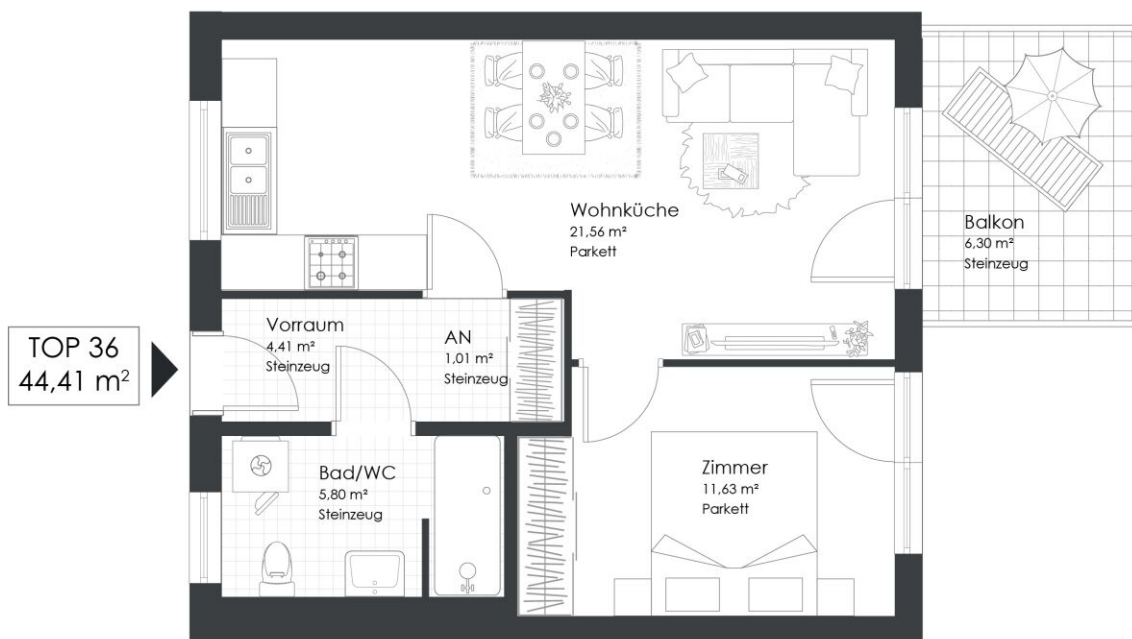 TOP 36
44,41 m²
Wohnküche
21,56 m²
Parkett
Balkon
6,30 m²
Steinzeug
Vorraum
4,41 m²
Steinzeug
AN
1,01 m²
Steinzeug
Bad/WC
5,80 m²
Steinzeug
Zimmer
11,63 m²
Parkett